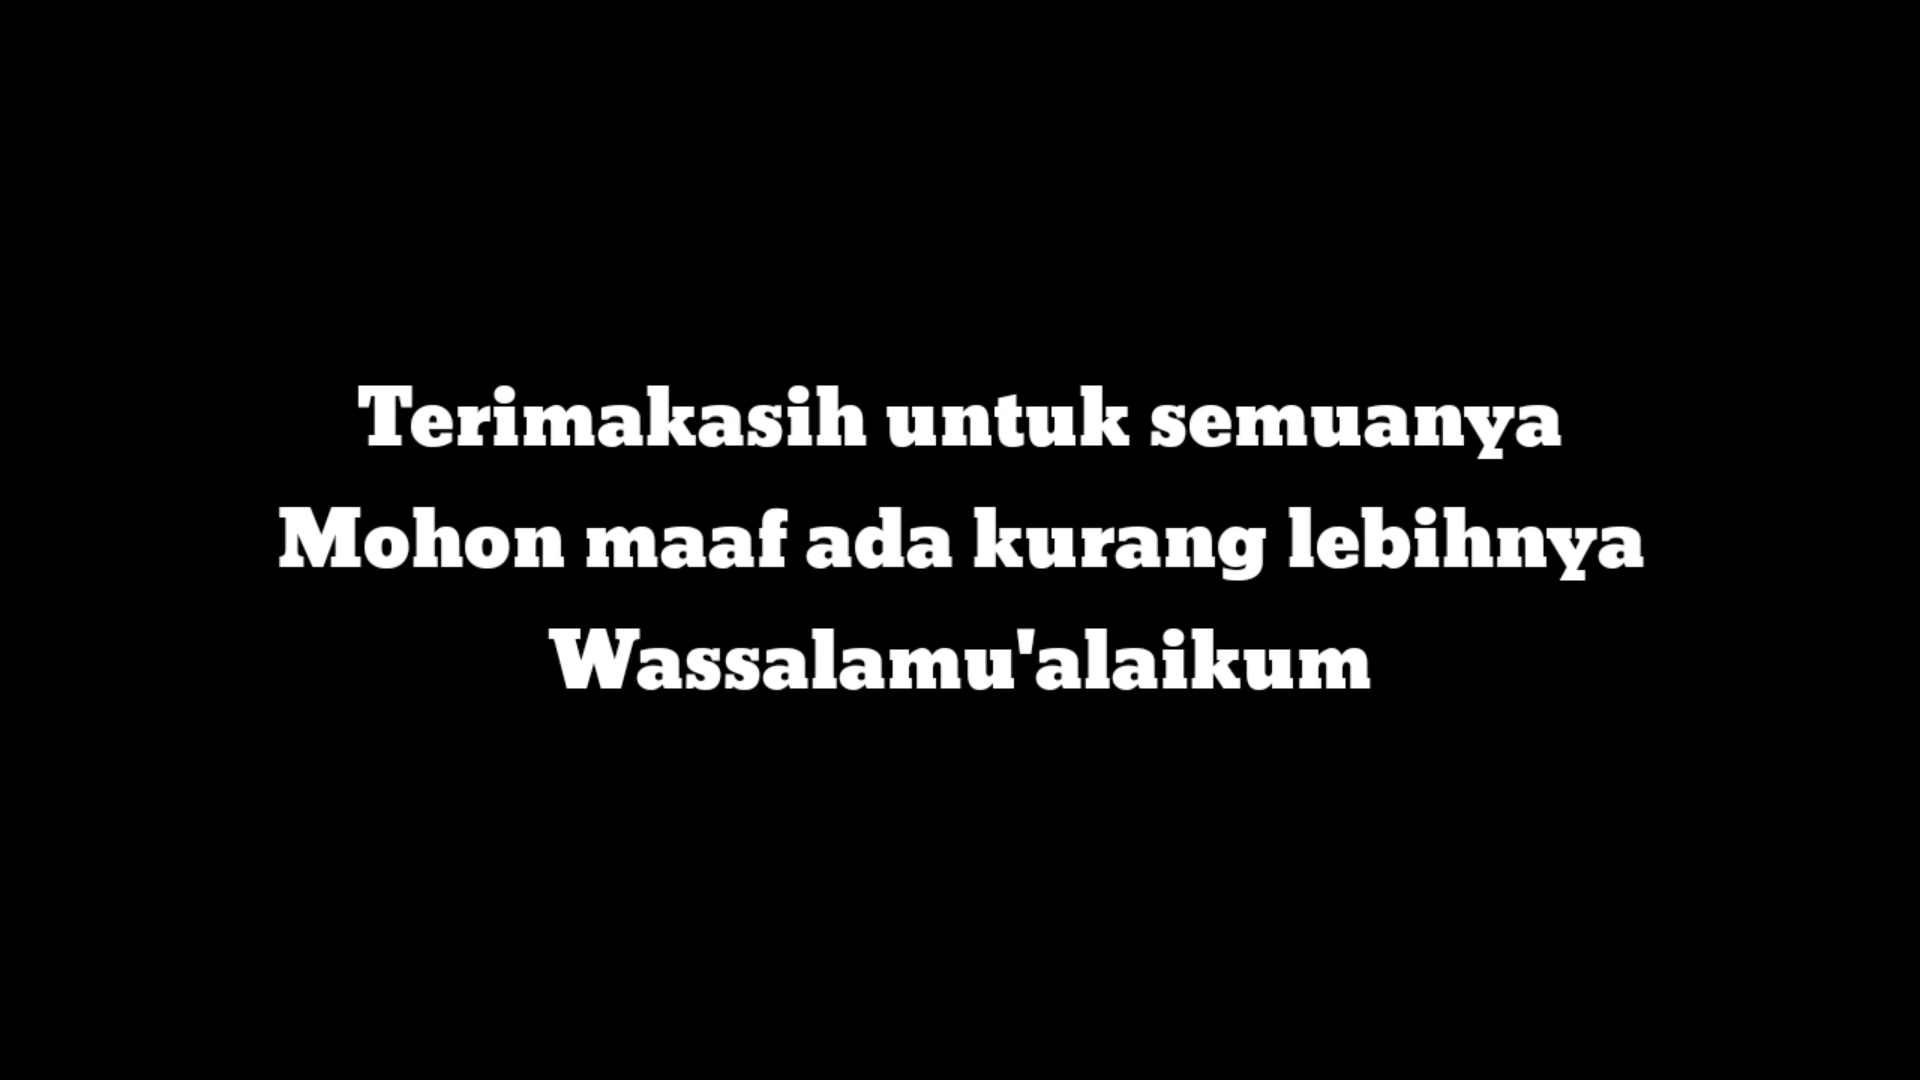 Terimakasih untuk semuanya
Mohon maaf ada kurang lebihnya
Wassalamu'alaikum